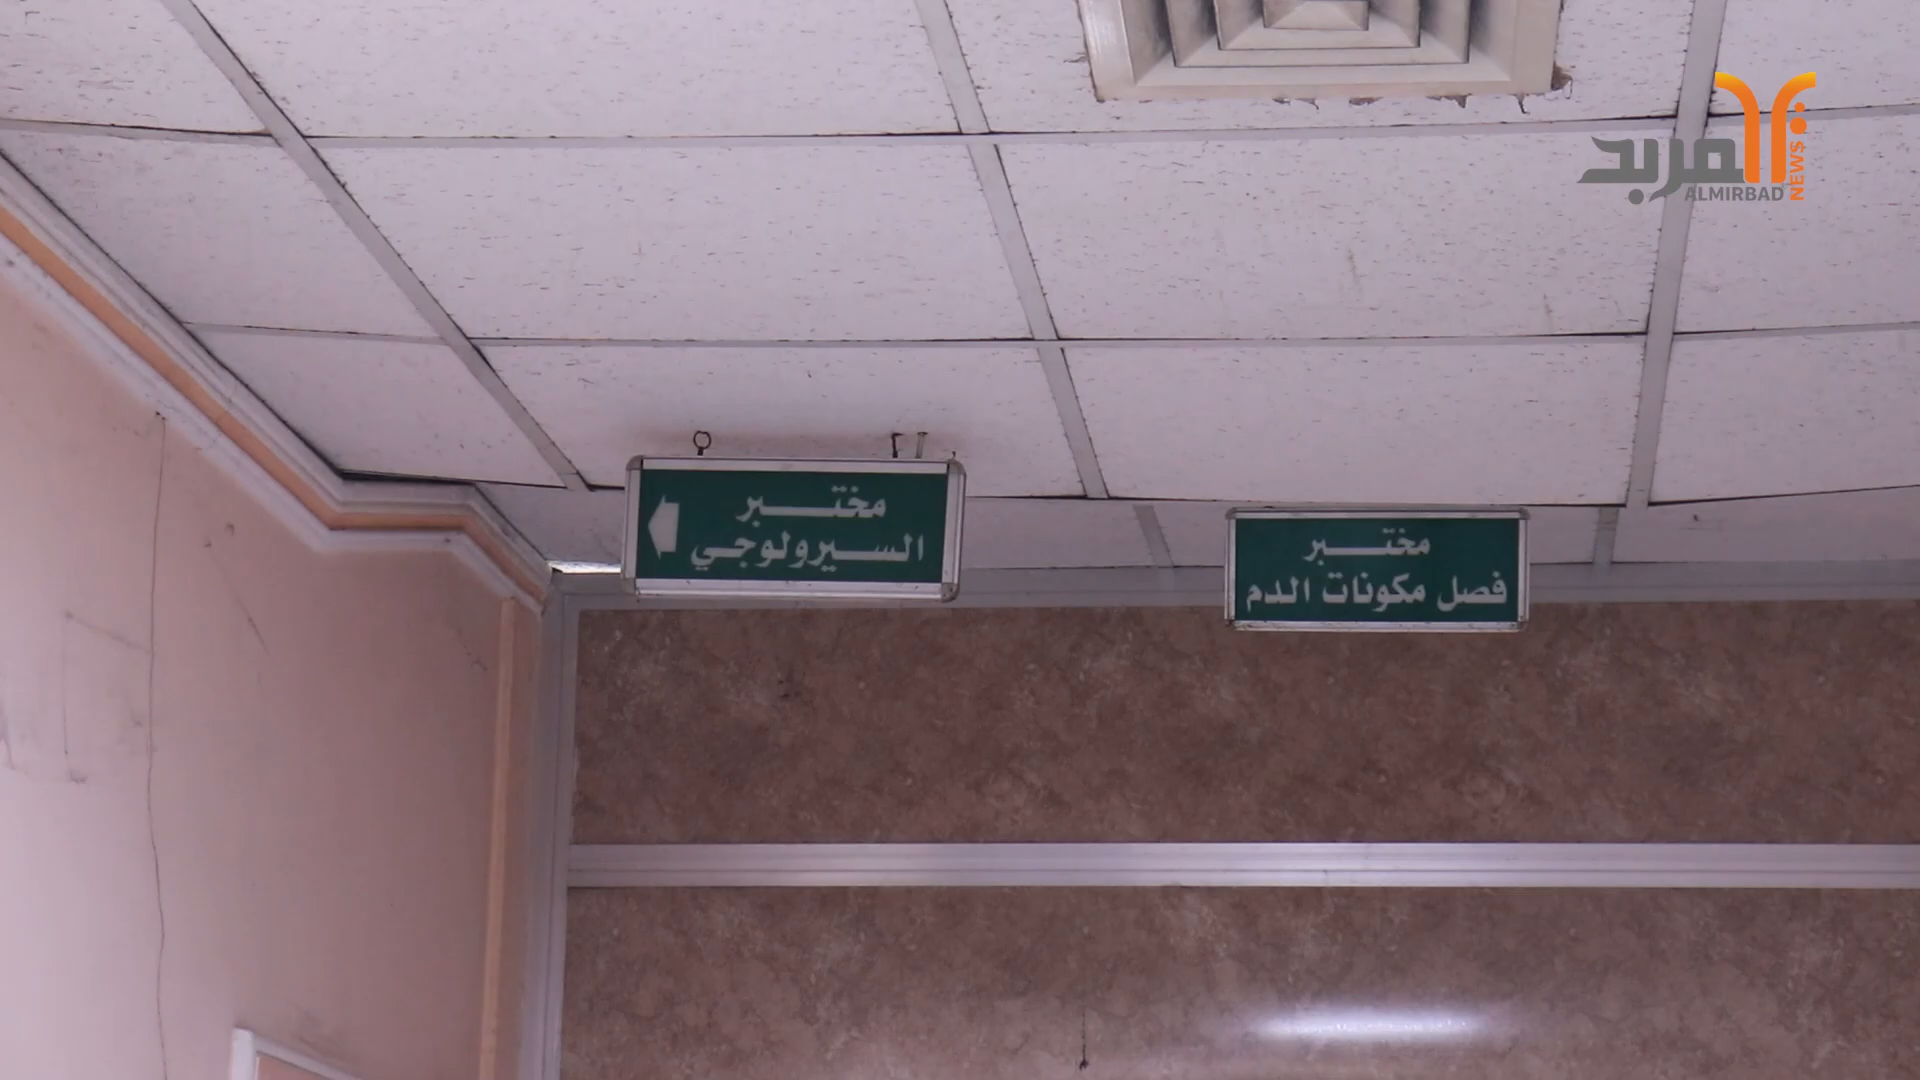 المربد
ALMIRBAD
NEWS
مختبر
السيرولوجي
مختبر
فصل مكونات الدم